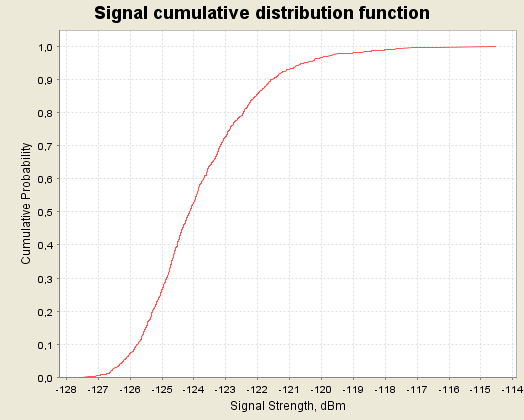 Signal cumulative distribution function
1,0
0,9
0,8
0,7
0,6
0,5
0,4
0,3
0,2
0,1
0,0
Cumulative Probability
-128 -127 -126 -125 -124 -123 -122 -121 -120 -119 -118 -117 -116 -115 -114
Signal Strength, dBm